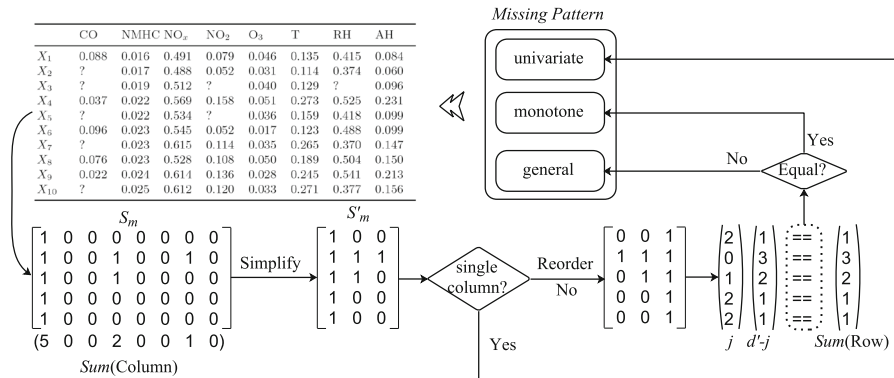 Missing Pattern
CO NMHC NOx NO2 O3 T RH AH
X1 0.088 0.016 0.491 0.079 0.046 0.135 0.415 0.084
X2 ? 0.017 0.488 0.052 0.031 0.114 0.374 0.060
X3 ? 0.019 0.512 ? 0.040 0.129 ? 0.096
X4 0.037 0.022 0.569 0.158 0.051 0.273 0.525 0.231
X5 ? 0.022 0.534 ? 0.036 0.159 0.418 0.099
X6 0.096 0.023 0.545 0.052 0.017 0.123 0.488 0.099
X7 ? 0.023 0.615 0.114 0.035 0.265 0.370 0.147
X8 0.076 0.023 0.528 0.108 0.050 0.189 0.504 0.150
X9 0.022 0.024 0.614 0.136 0.028 0.245 0.541 0.213
X10 ? 0.025 0.612 0.120 0.033 0.271 0.377 0.156
univariate
monotone
general
Yes
No
Equal?
Sm
1 0 0 0 0 0 0 0
1 0 0 1 0 0 1 0
1 0 0 1 0 0 0 0
1 0 0 0 0 0 0 0
1 0 0 0 0 0 0 0
(5 0 0 2 0 0 1 0)
Sum(Column)
Simplify
S'm
1 0 0
1 1 1
1 1 0
1 0 0
1 0 0
single
column?
Yes
Reorder
No
0 0 1
1 1 1
0 1 1
0 0 1
0 0 1
2 1 == 1
0 3 == 3
1 2 == 2
2 1 == 1
2 1 == 1
j d'-j Sum(Row)